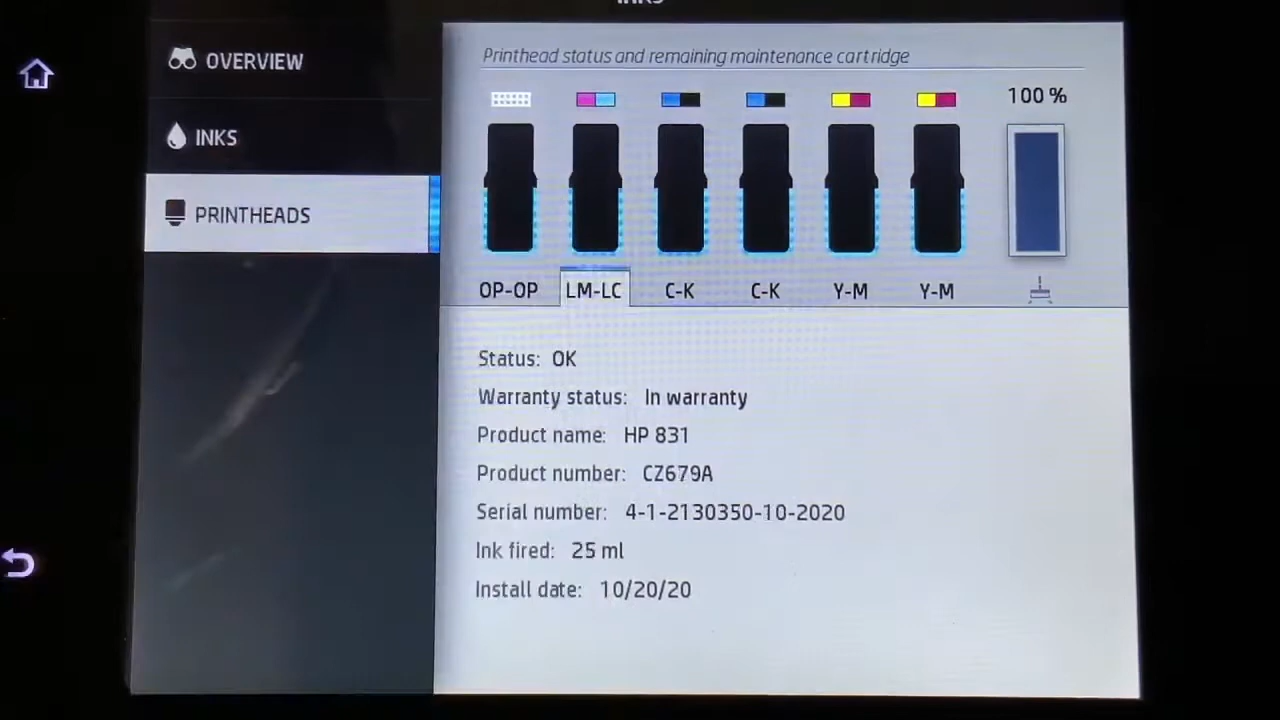 INKS
OVERVIEW
INKS
PRINTHEADS
Printhead status and remaining maintenance cartridge
100 %
OP-OP LM-LC C-K C-K Y-M Y-M
Status: OK
Warranty status: In warranty
Product name: HP 831
Product number: CZ679A
Serial number: 4-1-2130350-10-2020
Ink fired: 25 ml
Install date: 10/20/20